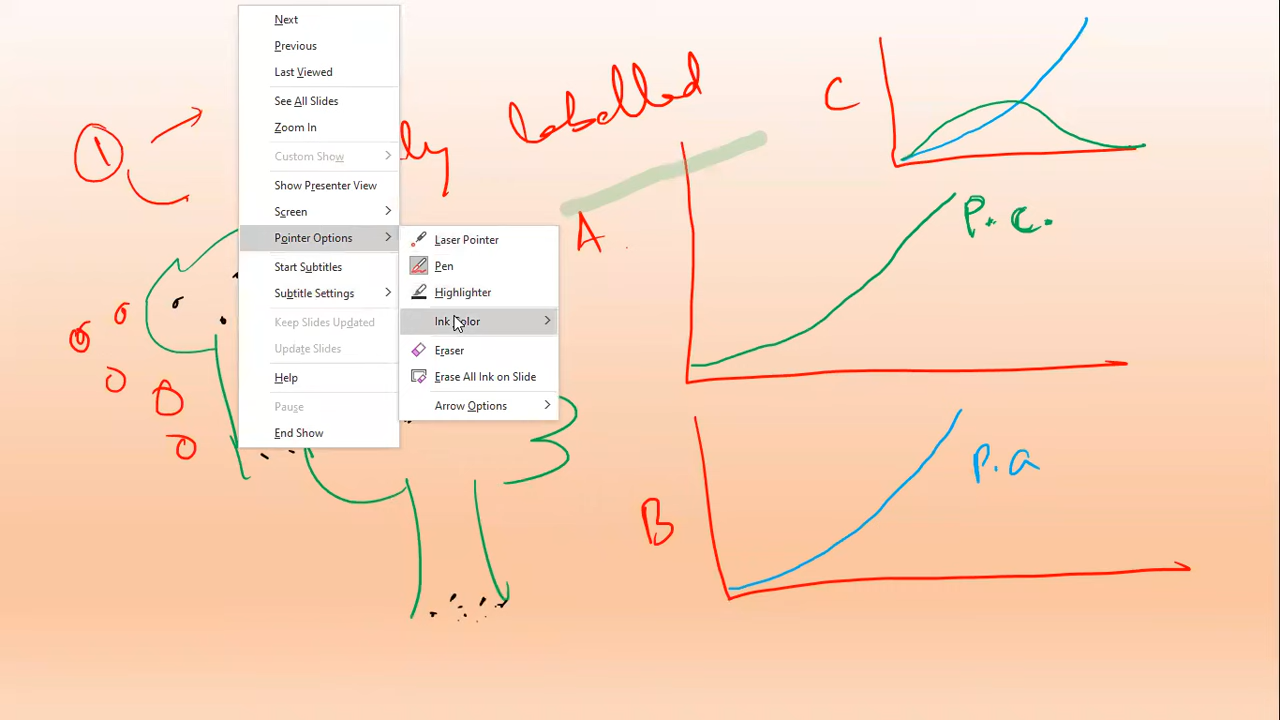 Next
Previous
Last Viewed
See All Slides
Zoom In
Custom Show
Show Presenter View
Screen
Pointer Options
Start Subtitles
Subtitle Settings
Keep Slides Updated
Update Slides
Help
Pause
End Show
Laser Pointer
Pen
Highlighter
Ink Color
Eraser
Erase All Ink on Slide
Arrow Options
1
labelled
C
A
P. C.
B
P. a